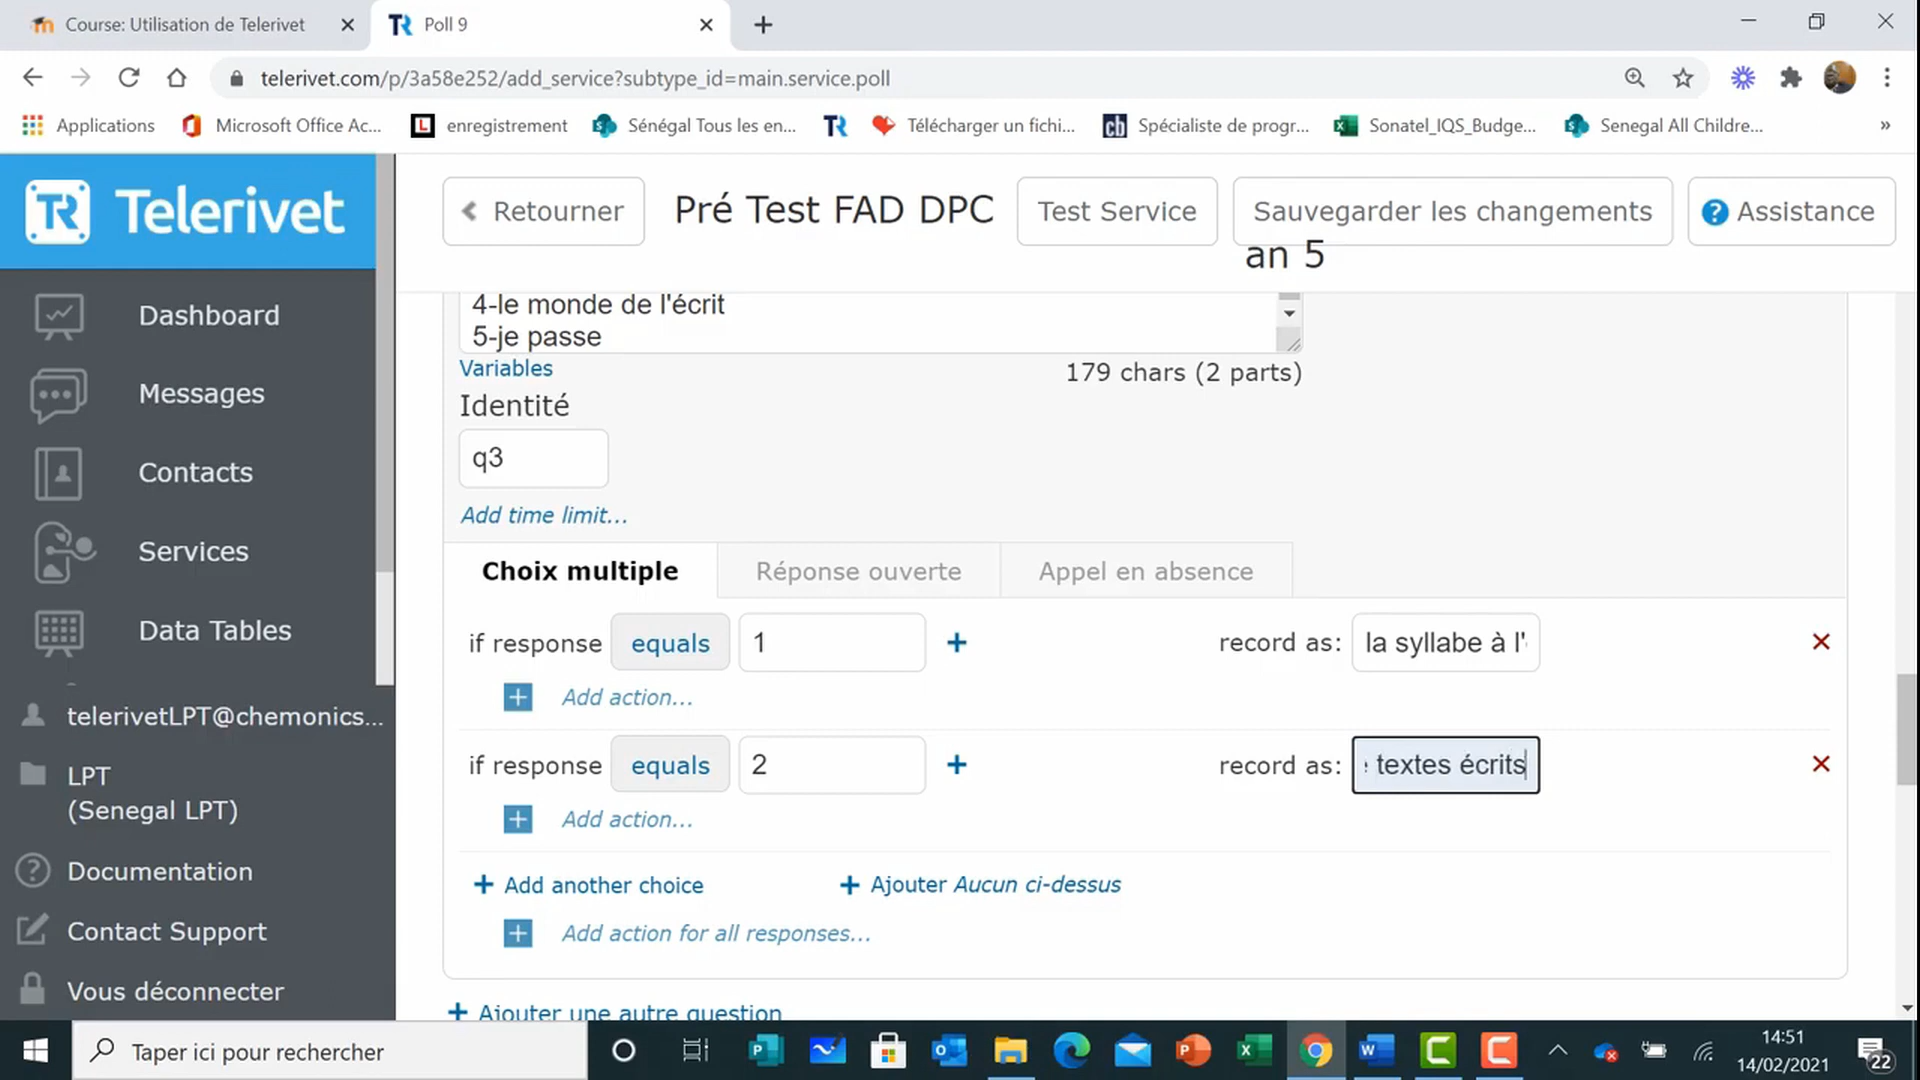 Course: Utilisation de Telerivet
Poll 9
telerivet.com/p/3a58e252/add_service?subtype_id=main.service.poll
Applications
Microsoft Office Ac...
enregistrement
Sénégal Tous les en...
Télécharger un fichi...
Spécialiste de progr...
Sonatel_IQS_Budge...
Senegal All Childre...
»
Telerivet
Retourner
Pré Test FAD DPC
Test Service
Sauvegarder les changements
Assistance
an 5
Dashboard
Messages
Contacts
Services
Data Tables
telerivetLPT@chemonics...
LPT
(Senegal LPT)
Documentation
Contact Support
Vous déconnecter
4-le monde de l'écrit
5-je passe
Variables
179 chars (2 parts)
Identité
q3
Add time limit...
Choix multiple
Réponse ouverte
Appel en absence
if response equals 1 + record as: la syllabe à l'
Add action...
if response equals 2 + record as: textes écrits
Add action...
+ Add another choice
+ Ajouter Aucun ci-dessus
Add action for all responses...
+ Ajouter une autre question
Taper ici pour rechercher
14:51
14/02/2021
22